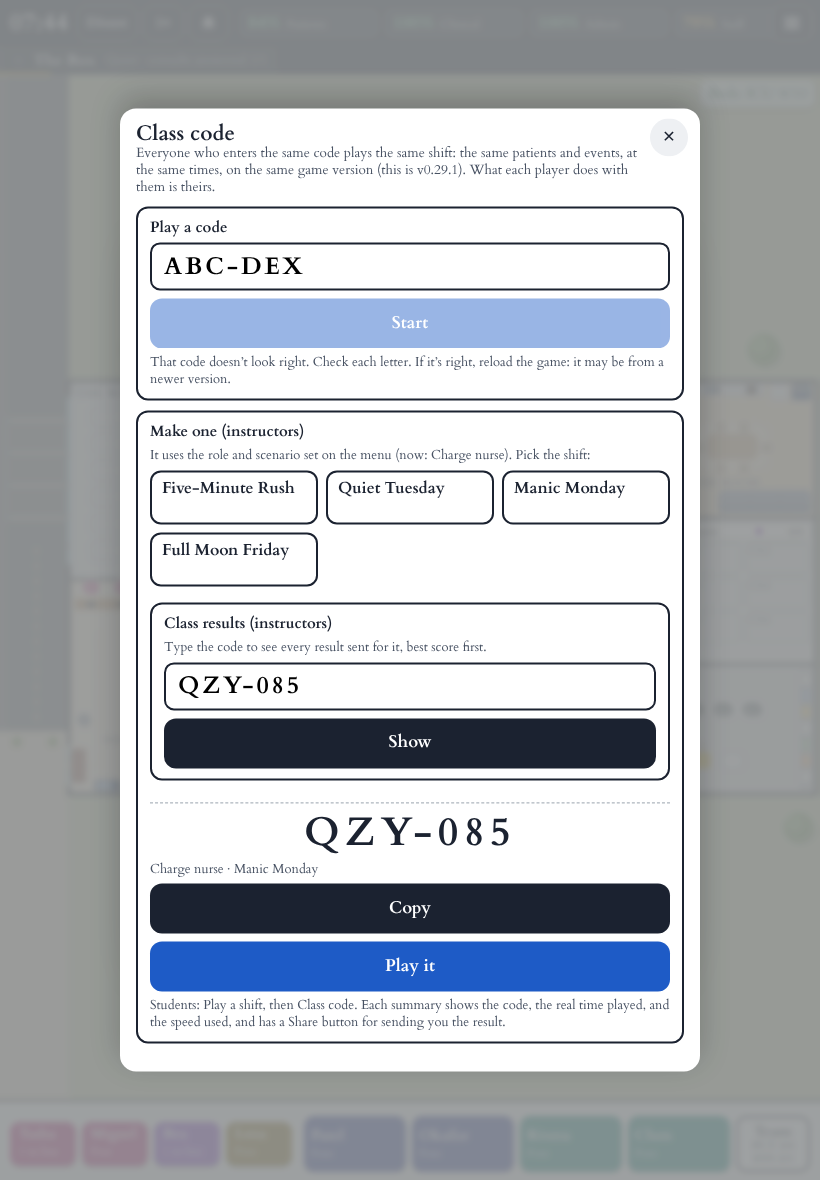 Class code
×
Everyone who enters the same code plays the same shift: the same patients and events, at
the same times, on the same game version (this is v0.29.1). What each player does with
them is theirs.
Play a code
ABC-DEX
Start
That code doesn't look right. Check each letter. If it's right, reload the game: it may be from a
newer version.
Make one (instructors)
It uses the role and scenario set on the menu (now: Charge nurse). Pick the shift:
Five-Minute Rush
Quiet Tuesday
Manic Monday
Full Moon Friday
Class results (instructors)
Type the code to see every result sent for it, best score first.
QZY-085
Show
QZY-085
Charge nurse · Manic Monday
Copy
Play it
Students: Play a shift, then Class code. Each summary shows the code, the real time played, and
the speed used, and has a Share button for sending you the result.